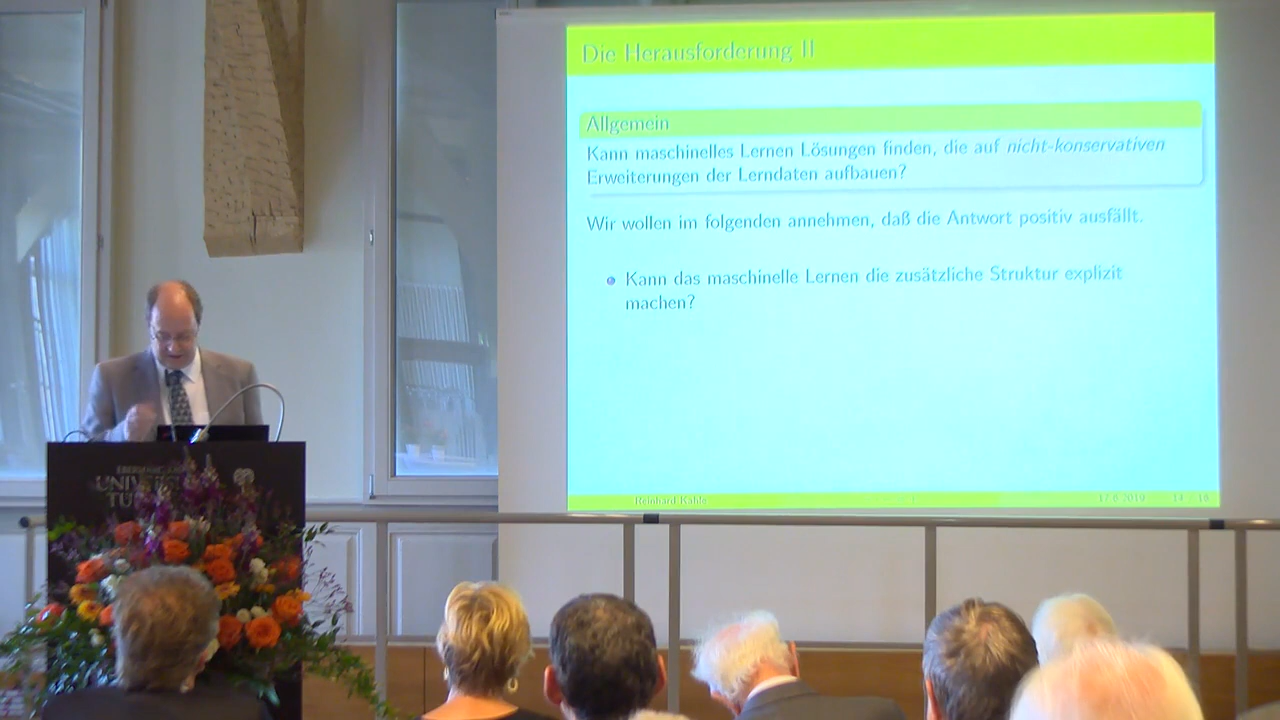 Die Herausforderung II
Allgemein
Kann maschinelles Lernen Lösungen finden, die auf nicht-konservativen
Erweiterungen der Lerndaten aufbauen?
Wir wollen im folgenden annehmen, daß die Antwort positiv ausfällt.
Kann das maschinelle Lernen die zusätzliche Struktur explizit
machen?
Reinhard Kahle
17.6.2019